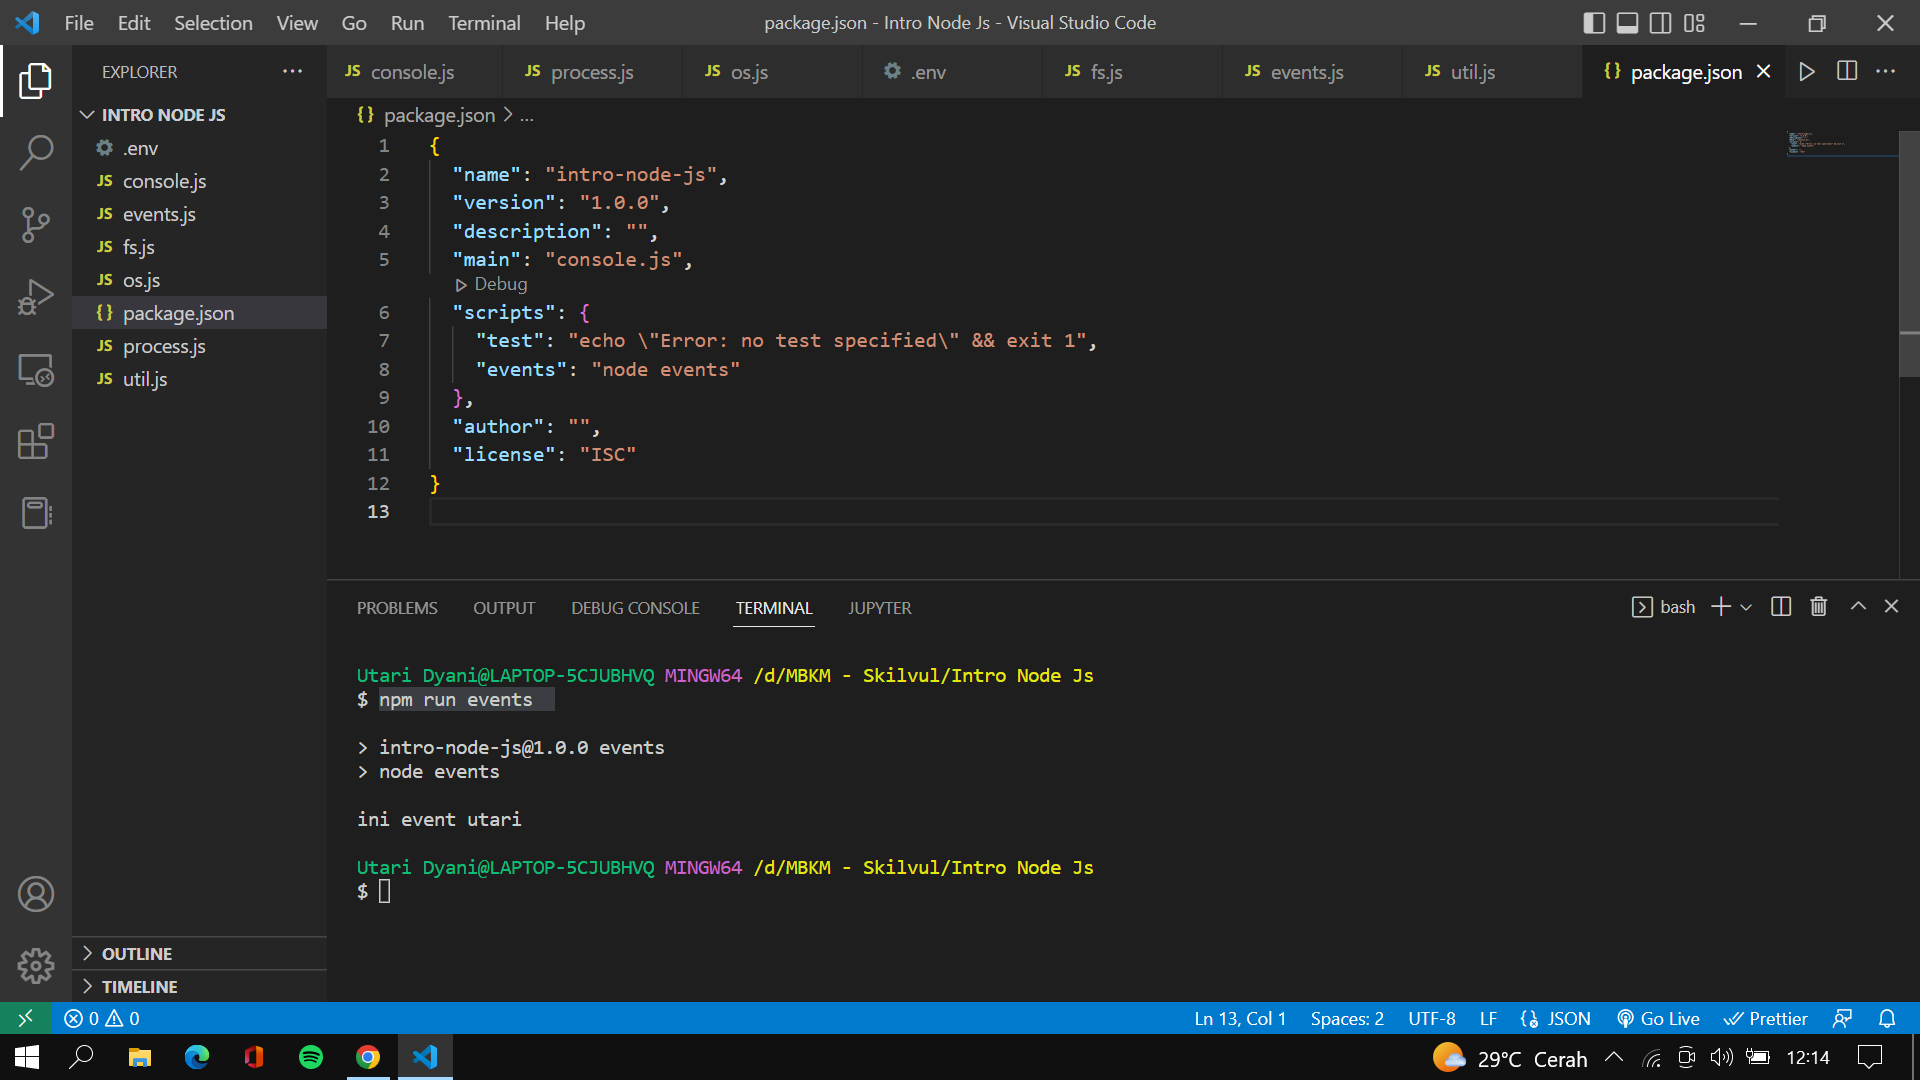 File Edit Selection View Go Run Terminal Help
package.json - Intro Node Js - Visual Studio Code
EXPLORER
JS console.js
JS process.js
JS os.js
.env
JS fs.js
JS events.js
JS util.js
{} package.json
INTRO NODE JS
.env
JS console.js
JS events.js
JS fs.js
JS os.js
{} package.json
JS process.js
JS util.js
OUTLINE
TIMELINE
{} package.json > ...
1 {
2 "name": "intro-node-js",
3 "version": "1.0.0",
4 "description": "",
5 "main": "console.js",
Debug
6 "scripts": {
7 "test": "echo \"Error: no test specified\" && exit 1",
8 "events": "node events"
9 },
10 "author": "",
11 "license": "ISC"
12 }
13
PROBLEMS OUTPUT DEBUG CONSOLE TERMINAL JUPYTER
bash
Utari Dyani@LAPTOP-5CJUBHVQ MINGW64 /d/MBKM - Skilvul/Intro Node Js
$ npm run events
> intro-node-js@1.0.0 events
> node events
ini event utari
Utari Dyani@LAPTOP-5CJUBHVQ MINGW64 /d/MBKM - Skilvul/Intro Node Js
$
0 0
Ln 13, Col 1 Spaces: 2 UTF-8 LF JSON Go Live Prettier
29°C Cerah 12:14